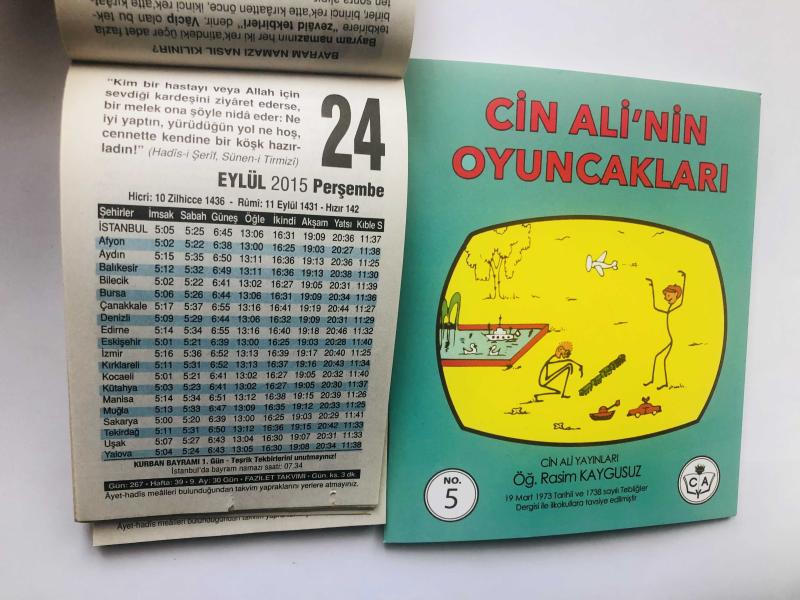 BAYRAM NAMAZI NASIL KILINIR?
Bayram namazının her iki rek'atindeki üçer adet fazla
tekbirlere "zevâid tekbirleri" denir. Vâcip olan bu tek-
birler, birinci rek'atte kırâatten önce, ikinci rek'atte kırâat-
"Kim bir hastayı veya Allah için
sevdiği kardeşini ziyâret ederse,
bir melek ona şöyle nidâ eder: Ne
iyi yaptın, yürüdüğün yol ne hoş,
cennette kendine bir köşk hazır-
ladın!" (Hadîs-i Şerîf, Sünen-i Tirmizî)
24
EYLÜL 2015 Perşembe
Hicri: 10 Zilhicce 1436 - Rûmî: 11 Eylül 1431 - Hızır 142
Şehirler İmsak Sabah Güneş Öğle İkindi Akşam Yatsı Kıble S
İSTANBUL 5:05 5:25 6:45 13:06 16:31 19:09 20:36 11:37
Afyon 5:02 5:22 6:38 13:00 16:25 19:03 20:27 11:38
Aydın 5:15 5:35 6:50 13:11 16:36 19:13 20:36 11:25
Balıkesir 5:12 5:32 6:49 13:11 16:36 19:13 20:38 11:30
Bilecik 5:02 5:22 6:41 13:02 16:27 19:05 20:31 11:39
Bursa 5:06 5:26 6:44 13:06 16:31 19:09 20:34 11:36
Çanakkale 5:17 5:37 6:55 13:16 16:41 19:19 20:44 11:27
Denizli 5:09 5:29 6:44 13:06 16:32 19:09 20:31 11:29
Edirne 5:14 5:34 6:55 13:16 16:40 19:18 20:46 11:32
Eskişehir 5:01 5:21 6:39 13:00 16:25 19:03 20:28 11:40
İzmir 5:16 5:36 6:52 13:13 16:39 19:17 20:40 11:25
Kırklareli 5:11 5:31 6:52 13:13 16:37 19:16 20:43 11:34
Kocaeli 5:01 5:21 6:41 13:02 16:27 19:05 20:32 11:40
Kütahya 5:03 5:23 6:41 13:02 16:27 19:05 20:30 11:37
Manisa 5:14 5:34 6:51 13:12 16:38 19:15 20:39 11:26
Muğla 5:13 5:33 6:47 13:09 16:35 19:12 20:33 11:25
Sakarya 5:00 5:20 6:39 13:00 16:25 19:03 20:29 11:41
Tekirdağ 5:11 5:31 6:50 13:12 16:36 19:15 20:42 11:33
Uşak 5:07 5:27 6:43 13:04 16:30 19:07 20:31 11:33
Yalova 5:04 5:24 6:43 13:05 16:30 19:08 20:34 11:38
KURBAN BAYRAMI 1. Gün - Teşrik Tekbirlerini unutmayınız!
İstanbul'da bayram namazı saati: 07.34
Gün: 267 • Hafta: 39 • 9. Ay: 30 Gün • FAZİLET TAKVİMİ • Gün. ks. 3 dk.
Âyet-hadîs meâlleri bulunduğundan takvim yapraklarını yerlere atmayınız.
Âyet-hadîs meâlleri bulunduğundan takvim yapraklarını
CİN ALİ'NİN
OYUNCAKLARI
CİN ALİ YAYINLARI
Öğ. Rasim KAYGUSUZ
19 Mart 1973 Tarihli ve 1738 sayılı Tebliğler
Dergisi ile ilkokullara tavsiye edilmiştir
NO.
5
C A
Y